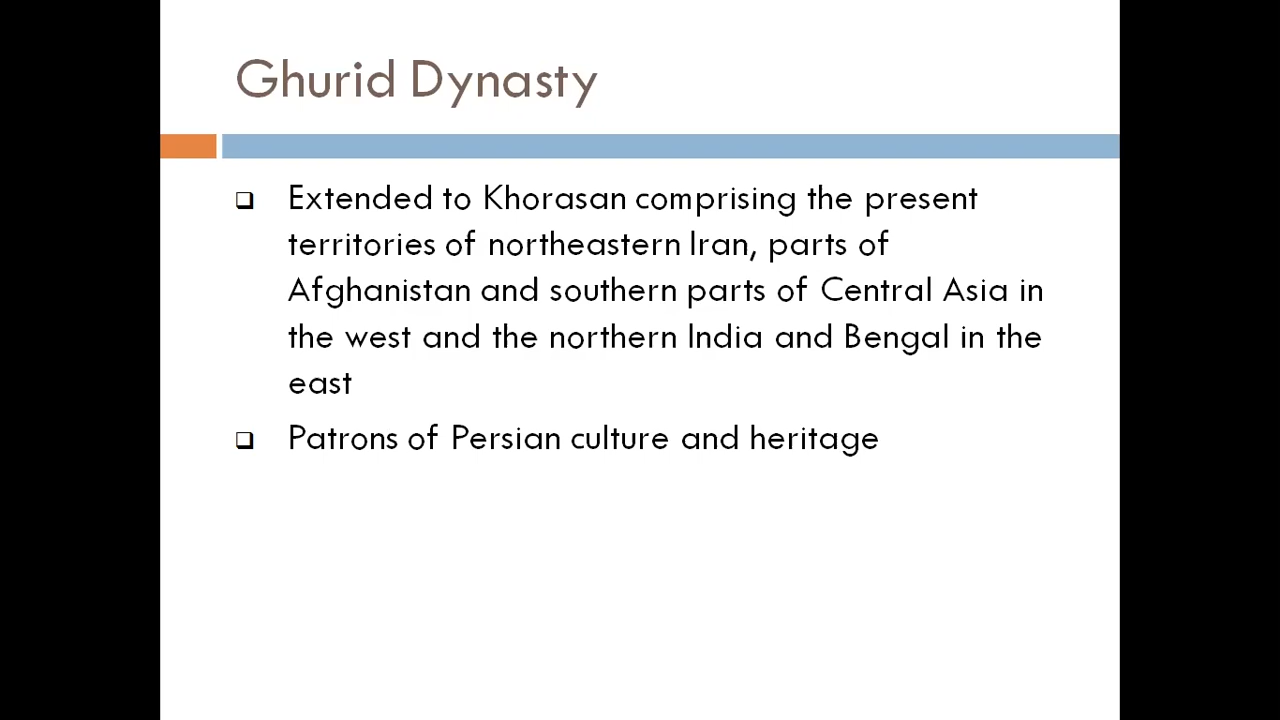 Ghurid Dynasty
Extended to Khorasan comprising the present
territories of northeastern Iran, parts of
Afghanistan and southern parts of Central Asia in
the west and the northern India and Bengal in the
east
Patrons of Persian culture and heritage